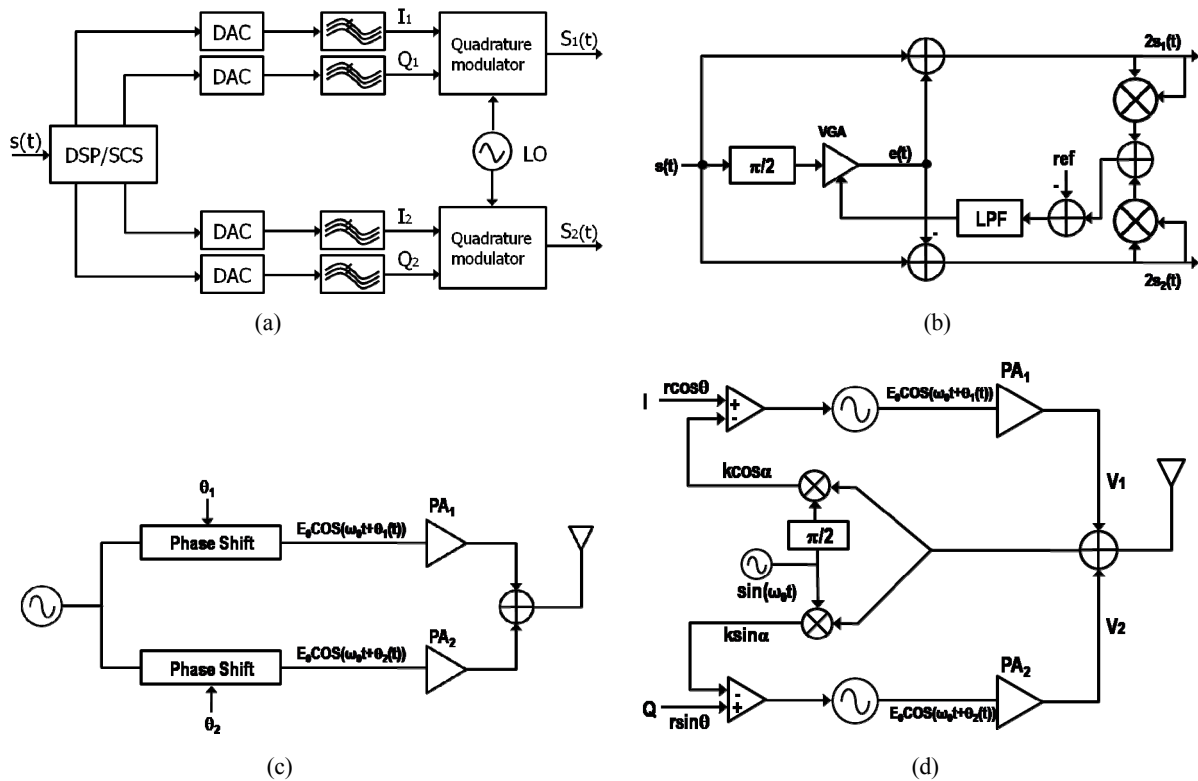 DAC
I₁
Quadrature modulator
S₁(t)
DAC
Q₁
s(t)
DSP/SCS
LO
DAC
I₂
Quadrature modulator
S₂(t)
DAC
Q₂
(a)
2s₁(t)
VGA
s(t)
π/2
e(t)
ref
-
LPF
-
2s₂(t)
(b)
θ₁
Phase Shift
E₀COS(ω₀t+θ₁(t))
PA₁
Phase Shift
E₀COS(ω₀t+θ₂(t))
PA₂
θ₂
(c)
I
rcosθ
+
-
E₀COS(ω₀t+θ₁(t))
PA₁
kcosα
V₁
π/2
sin(ω₀t)
ksinα
V₂
PA₂
Q
rsinθ
-
+
E₀COS(ω₀t+θ₂(t))
(d)